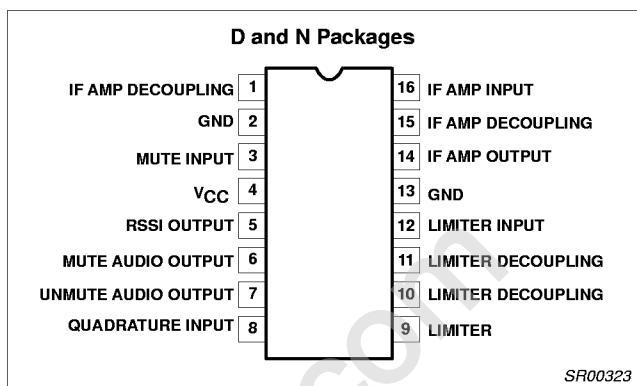 D and N Packages
IF AMP DECOUPLING 1
GND 2
MUTE INPUT 3
VCC 4
RSSI OUTPUT 5
MUTE AUDIO OUTPUT 6
UNMUTE AUDIO OUTPUT 7
QUADRATURE INPUT 8
16 IF AMP INPUT
15 IF AMP DECOUPLING
14 IF AMP OUTPUT
13 GND
12 LIMITER INPUT
11 LIMITER DECOUPLING
10 LIMITER DECOUPLING
9 LIMITER
SR00323
.com